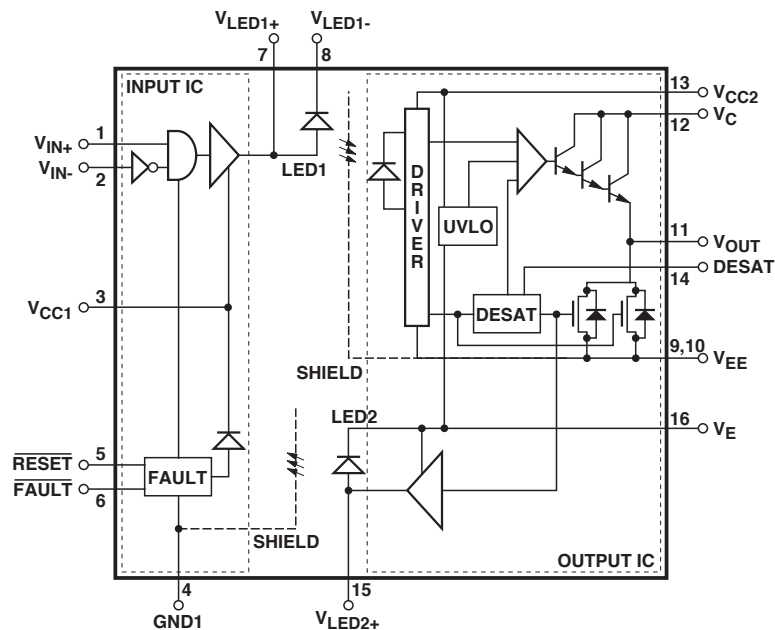 VLED1+
VLED1-
7
8
INPUT IC
13
VCC2
12
VC
1
VIN+
VIN-
2
LED1
DRIVER
UVLO
11
VOUT
DESAT
14
3
VCC1
DESAT
9,10
VEE
SHIELD
LED2
16
VE
5
RESET
FAULT
FAULT
6
SHIELD
OUTPUT IC
4
15
GND1
VLED2+